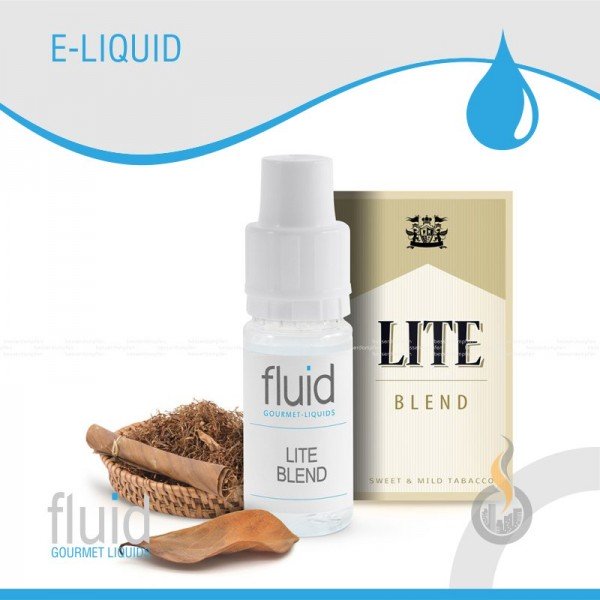 E-LIQUID
LITE
BLEND
SWEET & MILD TABACCO
fluid
GOURMET-LIQUIDS
LITE
BLEND
fluid
GOURMET LIQUIDS